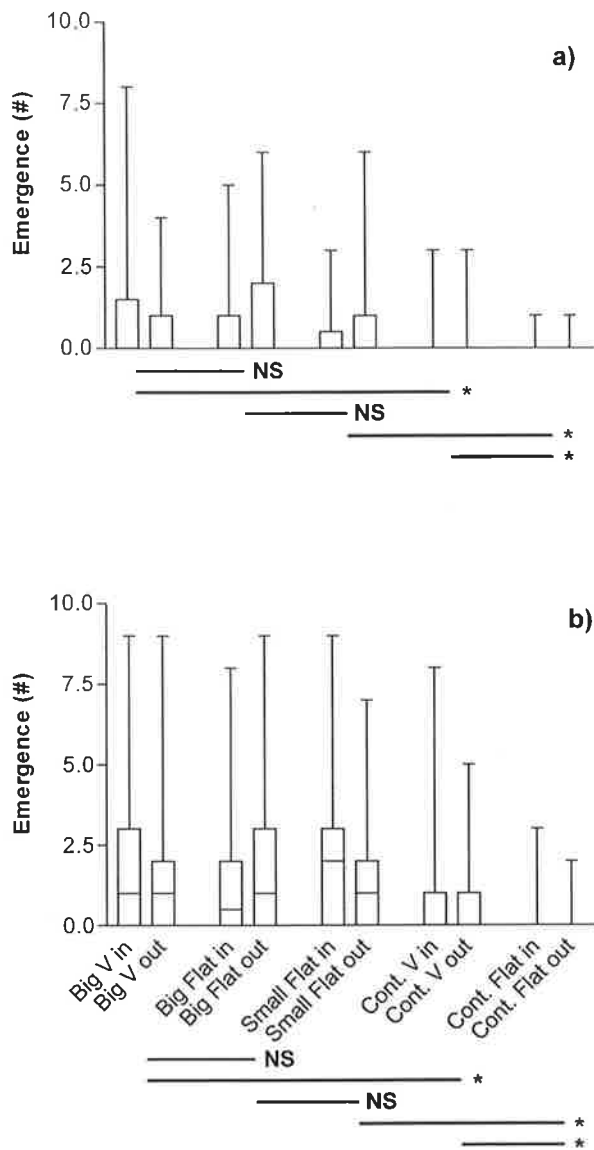 10.0
a)
7.5
Emergence (#)
5.0
2.5
0.0
NS
*
NS
*
*
10.0
b)
7.5
Emergence (#)
5.0
2.5
0.0
Big V in
Big V out
Big Flat in
Big Flat out
Small Flat in
Small Flat out
Cont. V in
Cont. V out
Cont. Flat in
Cont. Flat out
NS
*
NS
*
*